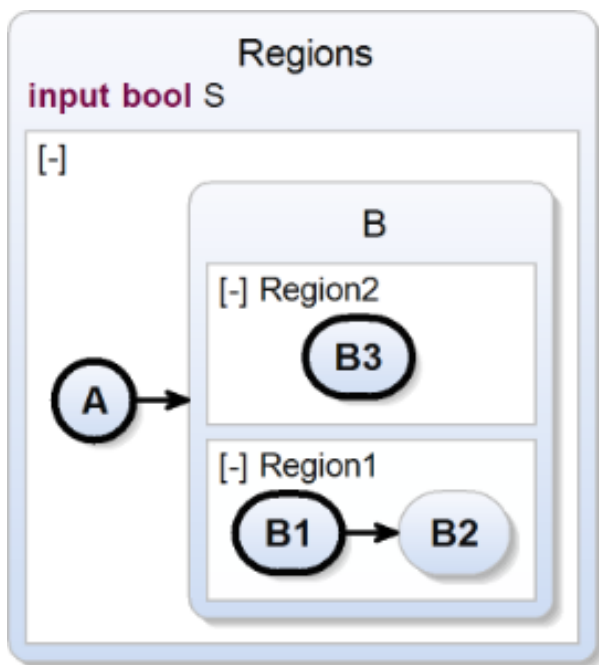 Regions
input bool S
[-]
B
[-] Region2
B3
A
[-] Region1
B1
B2